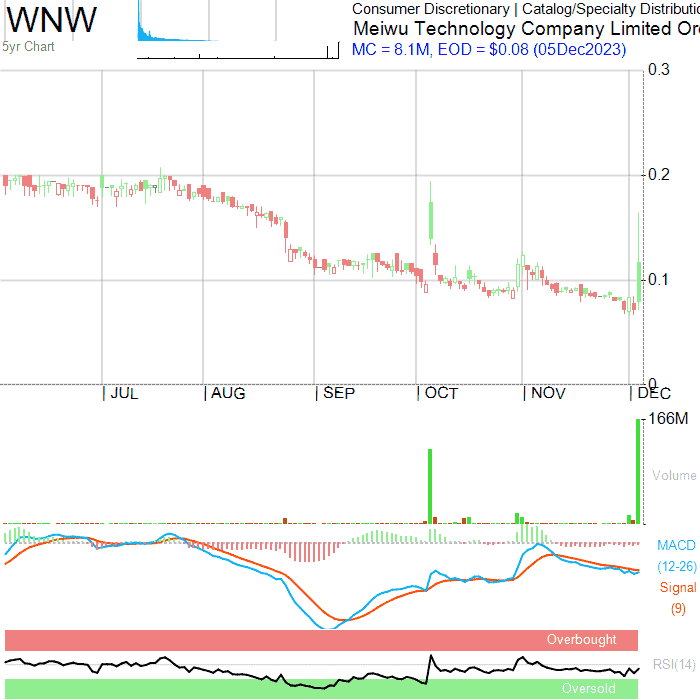 WNW
5yr Chart
Consumer Discretionary | Catalog/Specialty Distributi
Meiwu Technology Company Limited Or
MC = 8.1M, EOD = $0.08 (05Dec2023)
0.3
0.2
0.1
0
JUL AUG SEP OCT NOV DEC
166M
Volume
MACD
(12-26)
Signal
(9)
Overbought
RSI(14)
Oversold